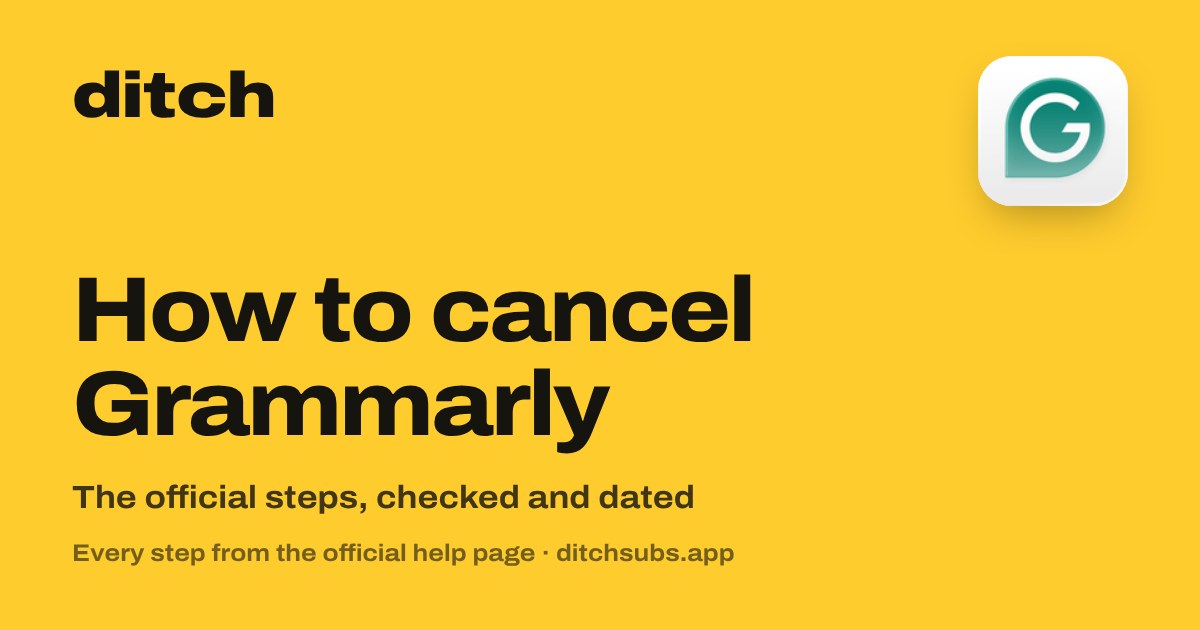 ditch
G
How to cancel
Grammarly
The official steps, checked and dated
Every step from the official help page · ditchsubs.app